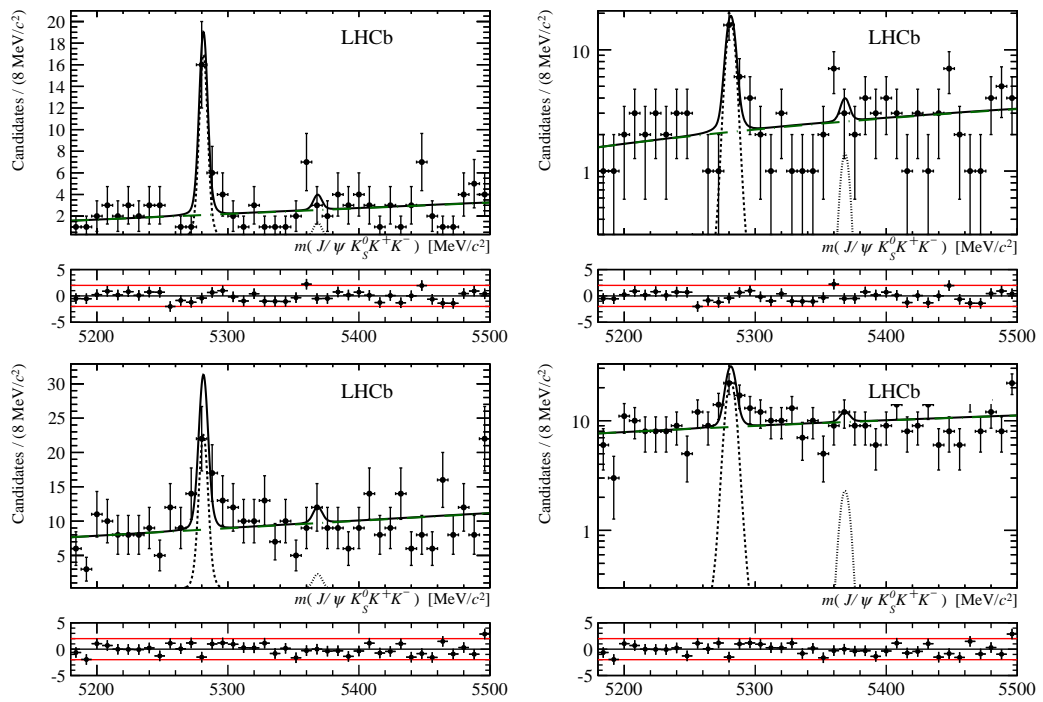 20
18
16
14
12
10
8
6
4
2
Candidates / (8 MeV/c²)
LHCb
m( J/ψ K⁰_S K⁺K⁻ ) [MeV/c²]
5
0
-5
5200 5300 5400 5500
10
1
Candidates / (8 MeV/c²)
LHCb
m( J/ψ K⁰_S K⁺K⁻ ) [MeV/c²]
5
0
-5
5200 5300 5400 5500
30
25
20
15
10
5
Candidates / (8 MeV/c²)
LHCb
m( J/ψ K⁰_S K⁺K⁻ ) [MeV/c²]
5
0
-5
5200 5300 5400 5500
10
1
Candidates / (8 MeV/c²)
LHCb
m( J/ψ K⁰_S K⁺K⁻ ) [MeV/c²]
5
0
-5
5200 5300 5400 5500